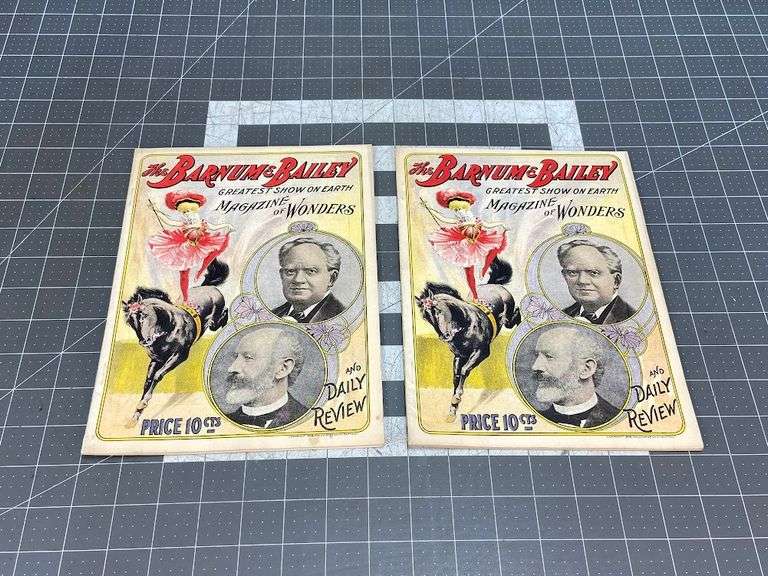 The BARNUM & BAILEY
GREATEST SHOW ON EARTH
MAGAZINE
OF WONDERS
AND
DAILY
REVIEW
PRICE 10 CTS
The BARNUM & BAILEY
GREATEST SHOW ON EARTH
MAGAZINE
OF WONDERS
AND
DAILY
REVIEW
PRICE 10 CTS